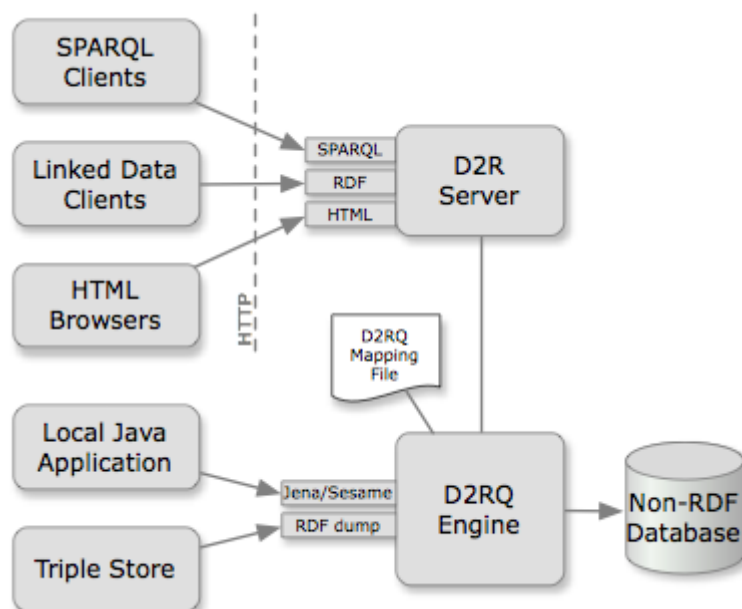 SPARQL
Clients
Linked Data
Clients
HTML
Browsers
HTTP
SPARQL
RDF
HTML
D2R
Server
D2RQ
Mapping
File
Local Java
Application
Triple Store
Jena/Sesame
RDF dump
D2RQ
Engine
Non-RDF
Database